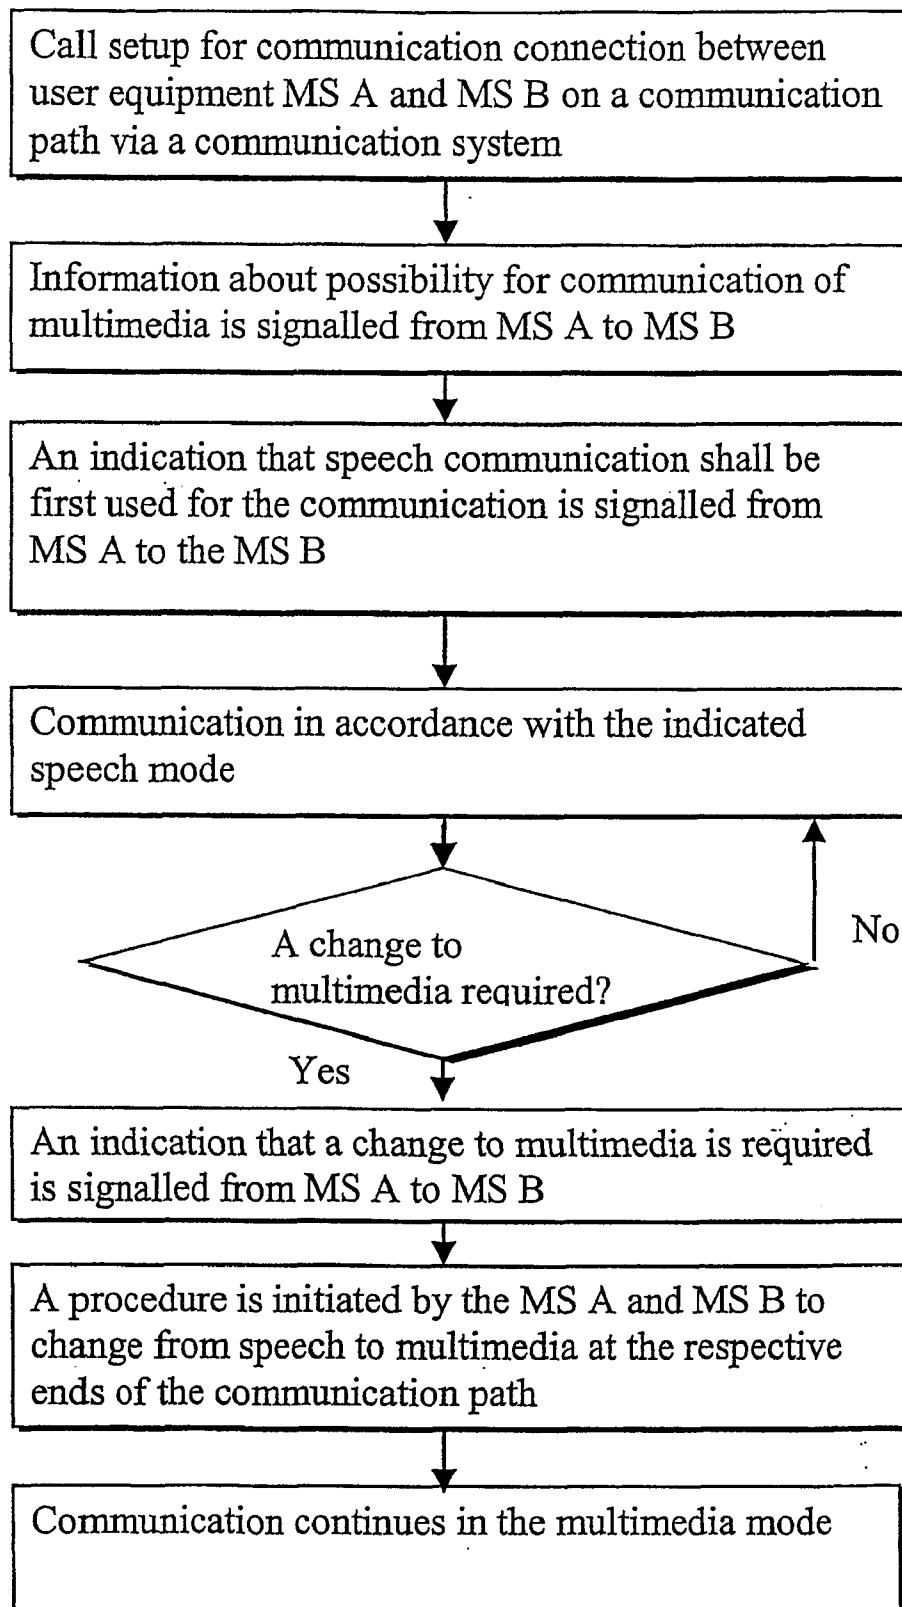 Call setup for communication connection between
user equipment MS A and MS B on a communication
path via a communication system
Information about possibility for communication of
multimedia is signalled from MS A to MS B
An indication that speech communication shall be
first used for the communication is signalled from
MS A to the MS B
Communication in accordance with the indicated
speech mode
No
A change to
multimedia required?
Yes
An indication that a change to multimedia is required
is signalled from MS A to MS B
A procedure is initiated by the MS A and MS B to
change from speech to multimedia at the respective
ends of the communication path
Communication continues in the multimedia mode